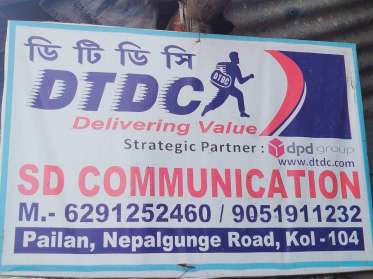 ডি টি ডি সি
DTDC
DTDC
Delivering Value
Strategic Partner : dpd group
www.dtdc.com
SD COMMUNICATION
M.- 6291252460 / 9051911232
Pailan, Nepalgunge Road, Kol - 104